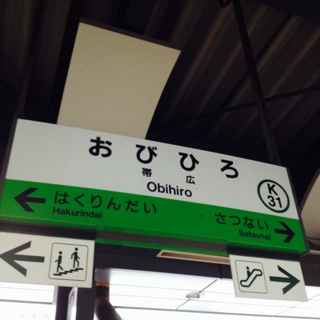 おびひろ
帯広
Obihiro
K
31
はくりんだい
Hakurindai
さつない
Satsunai